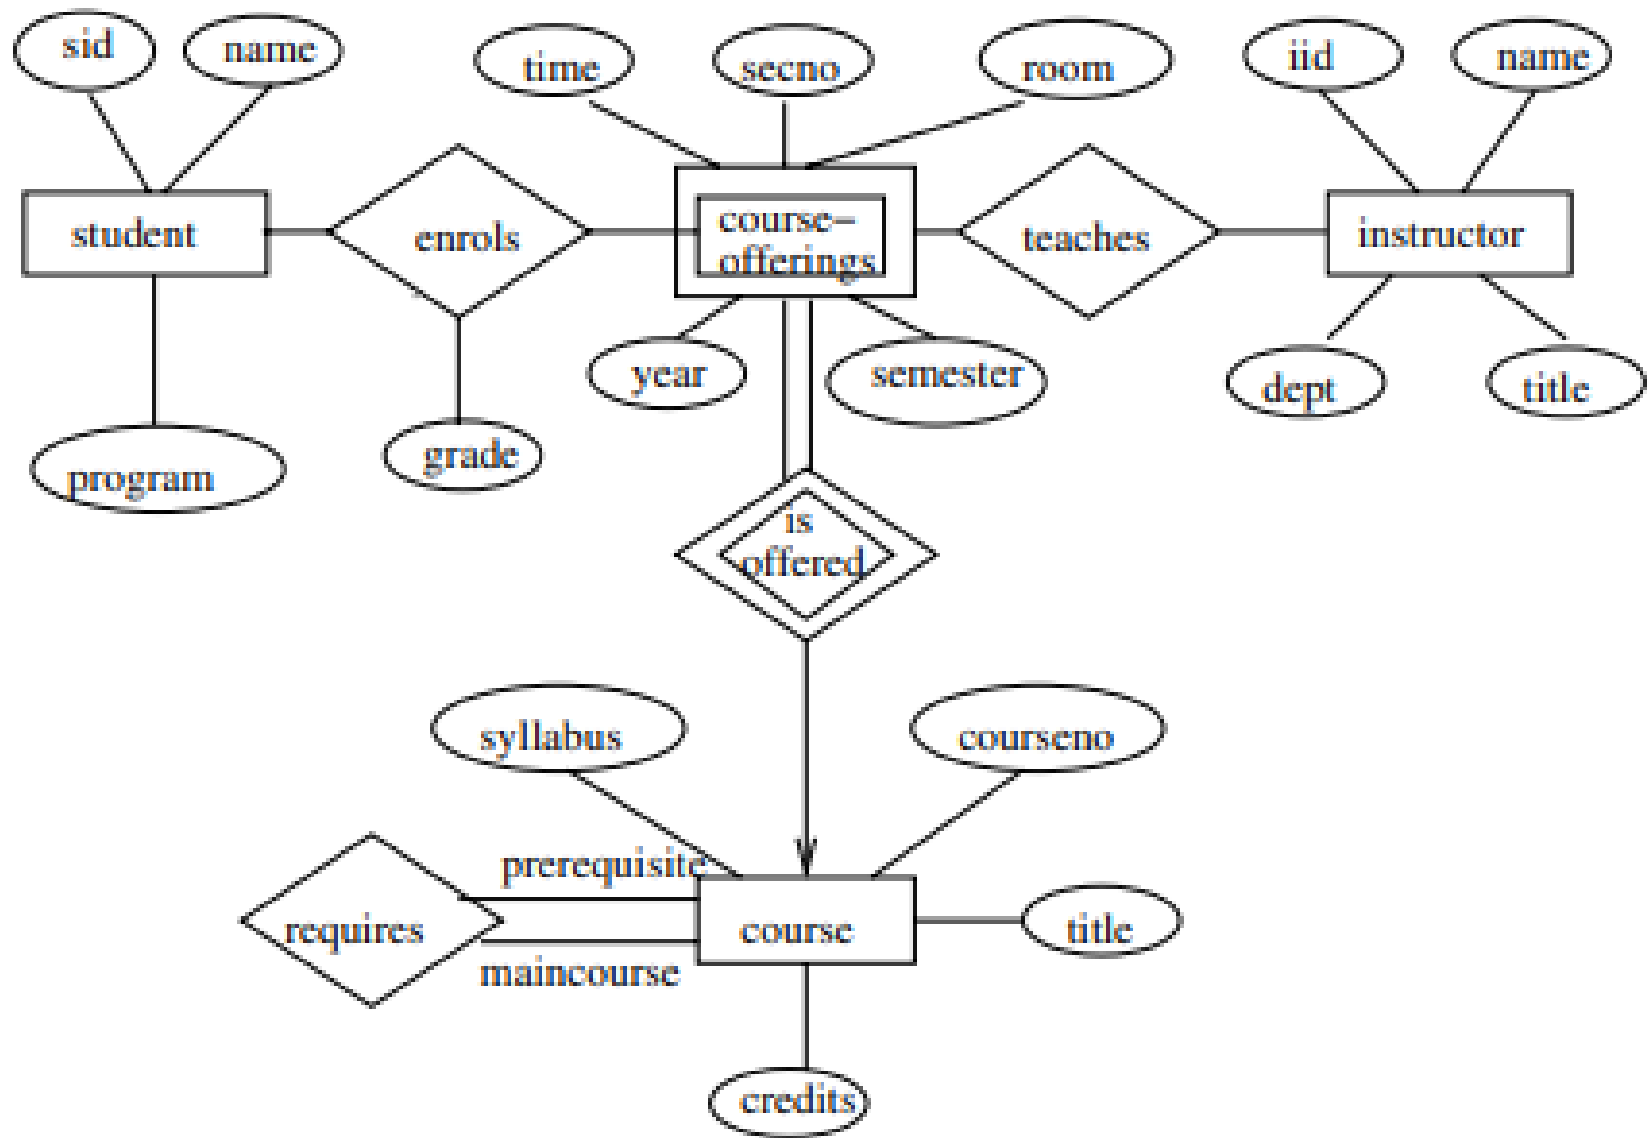 sid
name
time
secno
room
iid
name
student
enrols
course-
offerings
teaches
instructor
year
semester
dept
title
program
grade
is
offered
syllabus
courseno
prerequisite
requires
course
title
maincourse
credits